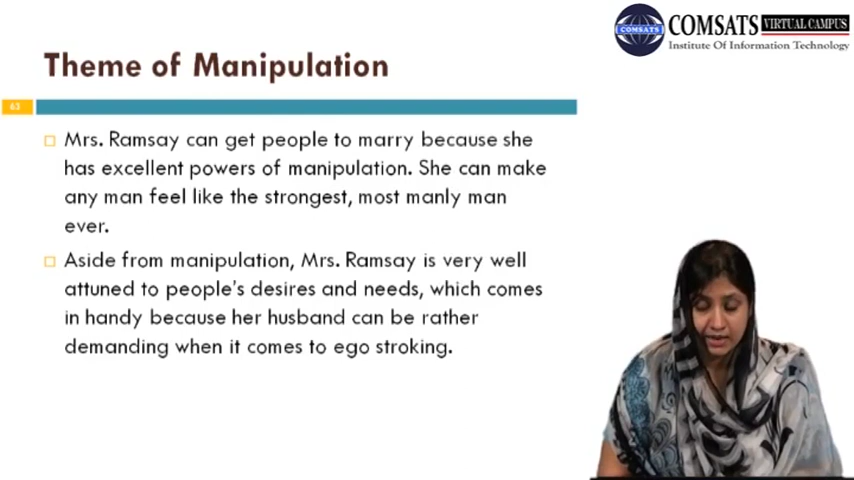 COMSATS VIRTUAL CAMPUS
COMSATS
Institute Of Information Technology
Theme of Manipulation
63
Mrs. Ramsay can get people to marry because she
has excellent powers of manipulation. She can make
any man feel like the strongest, most manly man
ever.
Aside from manipulation, Mrs. Ramsay is very well
attuned to people's desires and needs, which comes
in handy because her husband can be rather
demanding when it comes to ego stroking.